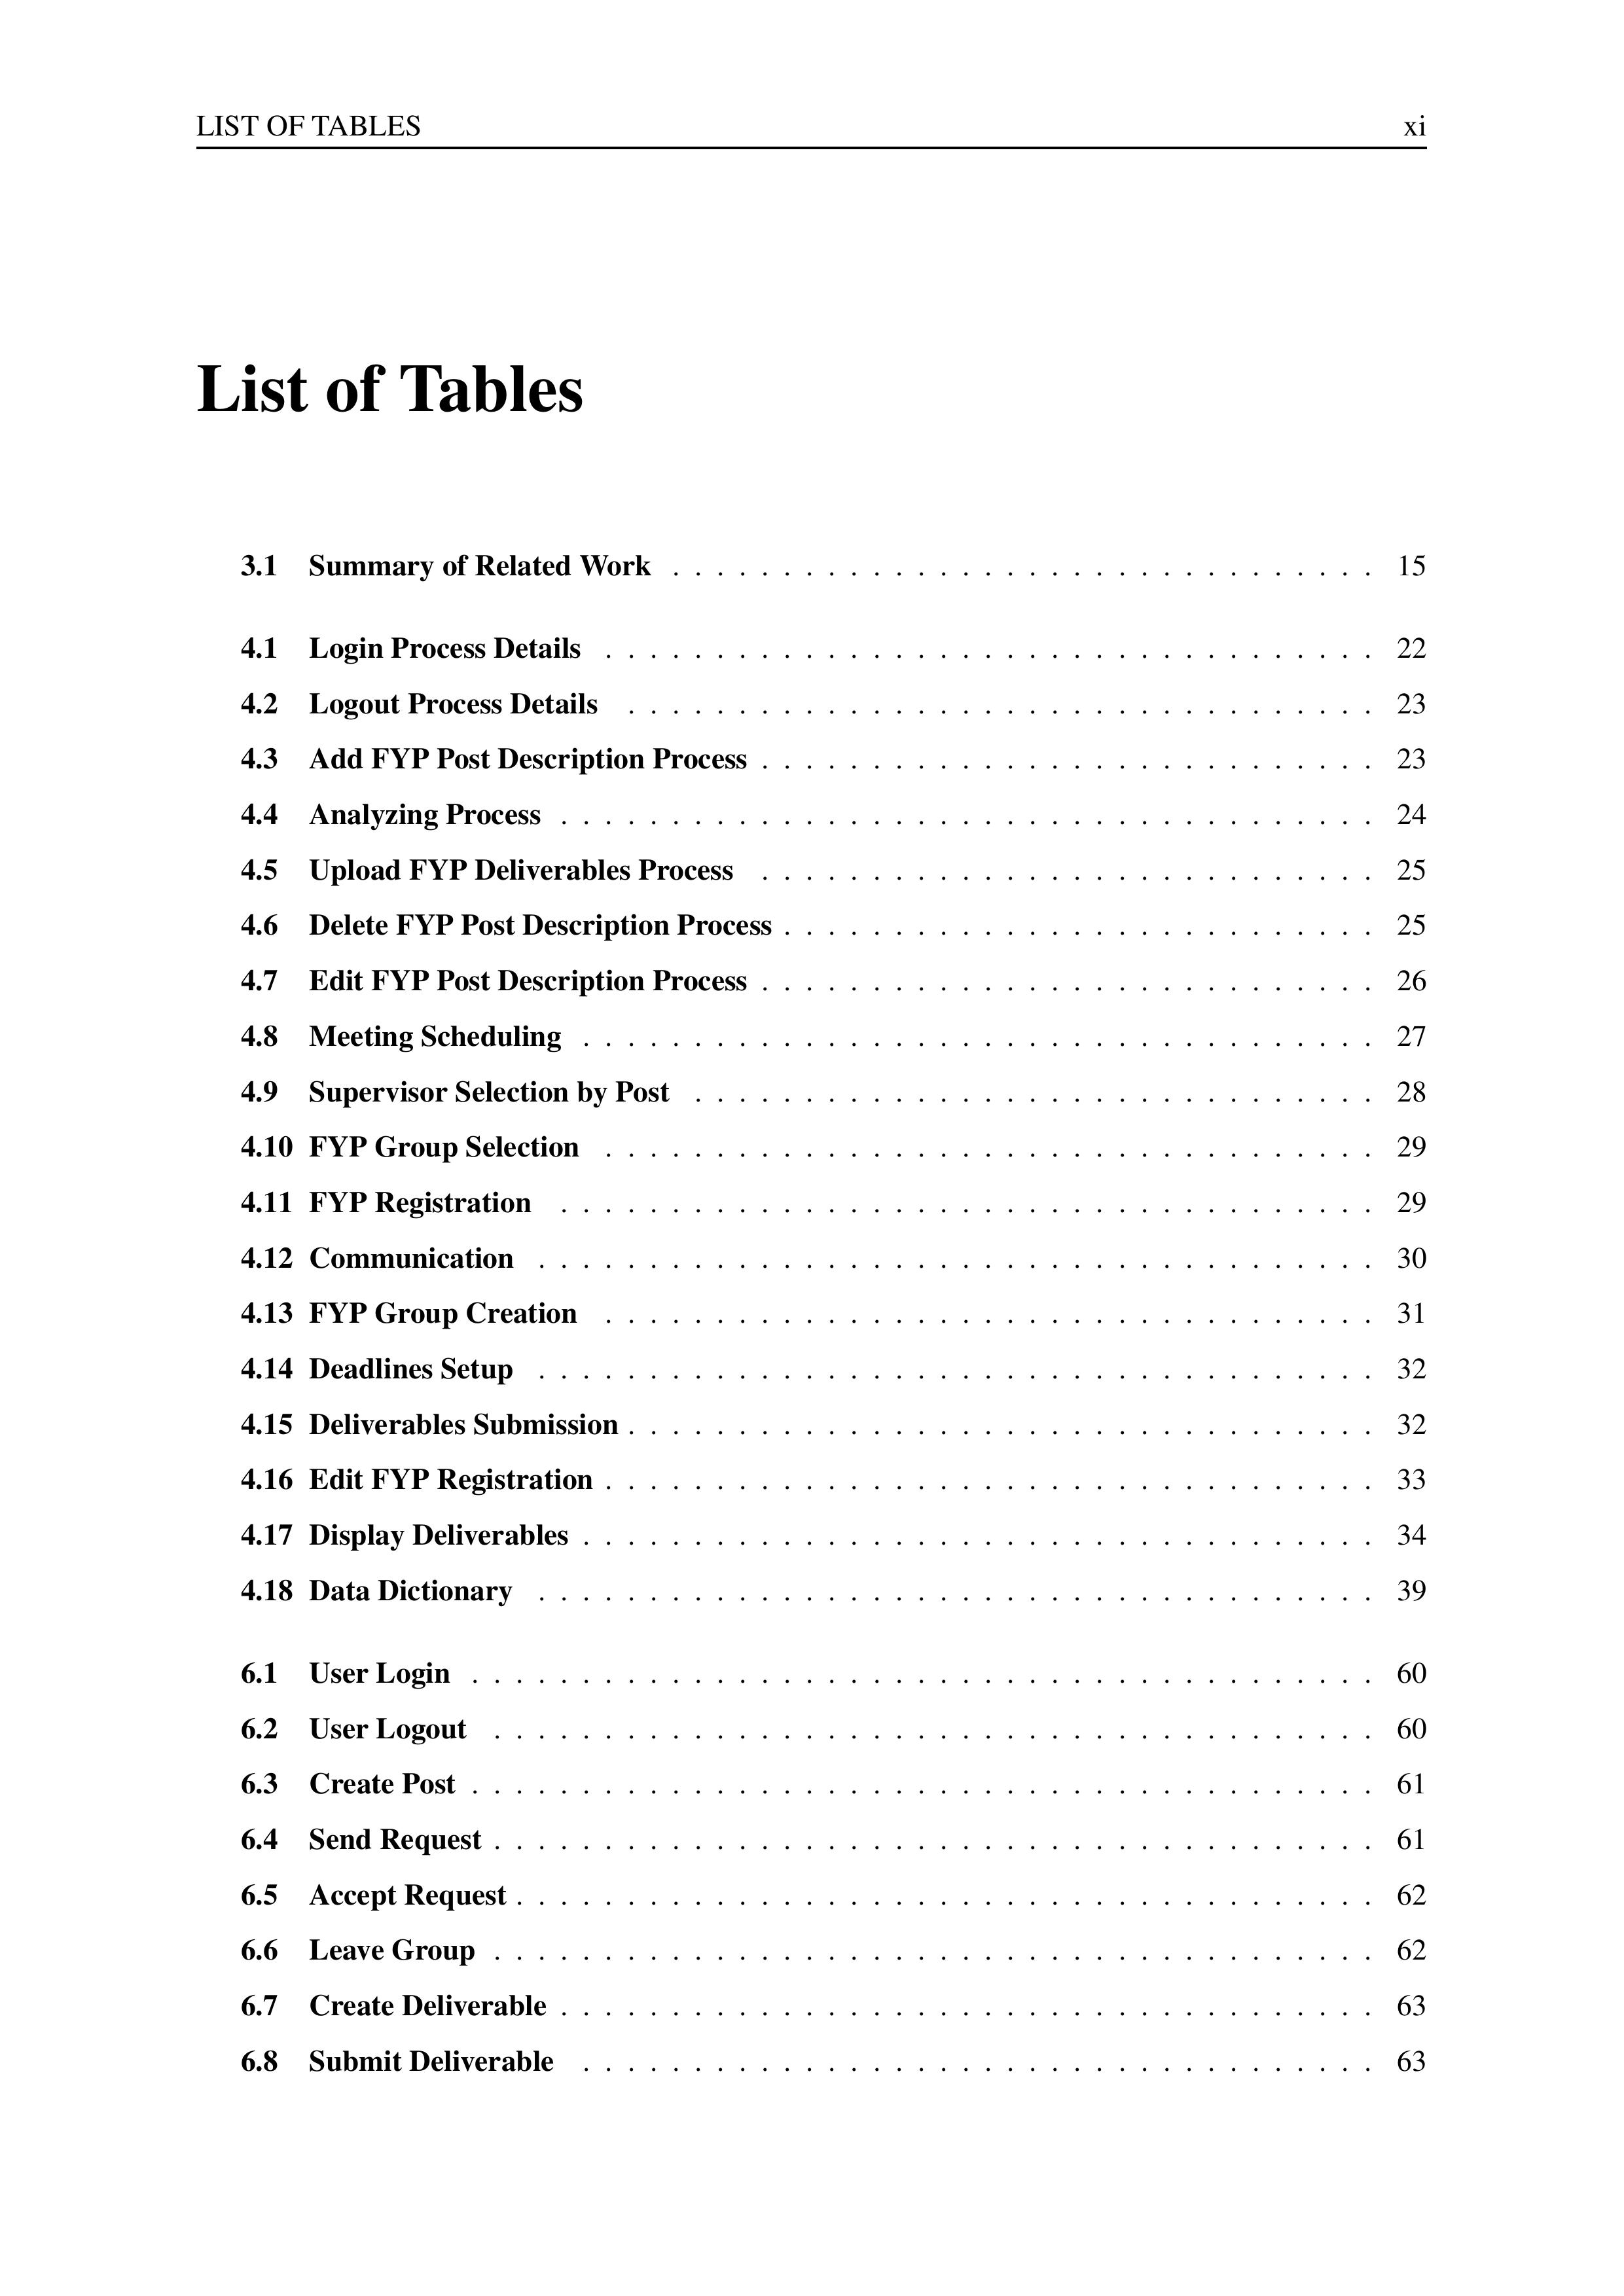 LIST OF TABLES xi
List of Tables
3.1 Summary of Related Work . . . . . . . . . . . . . . . . . . . . . . . . . . . . . . . . 15
4.1 Login Process Details . . . . . . . . . . . . . . . . . . . . . . . . . . . . . . . . . . . 22
4.2 Logout Process Details . . . . . . . . . . . . . . . . . . . . . . . . . . . . . . . . . . 23
4.3 Add FYP Post Description Process . . . . . . . . . . . . . . . . . . . . . . . . . . . . 23
4.4 Analyzing Process . . . . . . . . . . . . . . . . . . . . . . . . . . . . . . . . . . . . . 24
4.5 Upload FYP Deliverables Process . . . . . . . . . . . . . . . . . . . . . . . . . . . . 25
4.6 Delete FYP Post Description Process . . . . . . . . . . . . . . . . . . . . . . . . . . . 25
4.7 Edit FYP Post Description Process . . . . . . . . . . . . . . . . . . . . . . . . . . . . 26
4.8 Meeting Scheduling . . . . . . . . . . . . . . . . . . . . . . . . . . . . . . . . . . . . 27
4.9 Supervisor Selection by Post . . . . . . . . . . . . . . . . . . . . . . . . . . . . . . . 28
4.10 FYP Group Selection . . . . . . . . . . . . . . . . . . . . . . . . . . . . . . . . . . . 29
4.11 FYP Registration . . . . . . . . . . . . . . . . . . . . . . . . . . . . . . . . . . . . . 29
4.12 Communication . . . . . . . . . . . . . . . . . . . . . . . . . . . . . . . . . . . . . . 30
4.13 FYP Group Creation . . . . . . . . . . . . . . . . . . . . . . . . . . . . . . . . . . . 31
4.14 Deadlines Setup . . . . . . . . . . . . . . . . . . . . . . . . . . . . . . . . . . . . . . 32
4.15 Deliverables Submission . . . . . . . . . . . . . . . . . . . . . . . . . . . . . . . . . . 32
4.16 Edit FYP Registration . . . . . . . . . . . . . . . . . . . . . . . . . . . . . . . . . . . 33
4.17 Display Deliverables . . . . . . . . . . . . . . . . . . . . . . . . . . . . . . . . . . . . 34
4.18 Data Dictionary . . . . . . . . . . . . . . . . . . . . . . . . . . . . . . . . . . . . . . 39
6.1 User Login . . . . . . . . . . . . . . . . . . . . . . . . . . . . . . . . . . . . . . . . . 60
6.2 User Logout . . . . . . . . . . . . . . . . . . . . . . . . . . . . . . . . . . . . . . . . 60
6.3 Create Post . . . . . . . . . . . . . . . . . . . . . . . . . . . . . . . . . . . . . . . . . 61
6.4 Send Request . . . . . . . . . . . . . . . . . . . . . . . . . . . . . . . . . . . . . . . . 61
6.5 Accept Request . . . . . . . . . . . . . . . . . . . . . . . . . . . . . . . . . . . . . . . 62
6.6 Leave Group . . . . . . . . . . . . . . . . . . . . . . . . . . . . . . . . . . . . . . . . 62
6.7 Create Deliverable . . . . . . . . . . . . . . . . . . . . . . . . . . . . . . . . . . . . . 63
6.8 Submit Deliverable . . . . . . . . . . . . . . . . . . . . . . . . . . . . . . . . . . . . 63